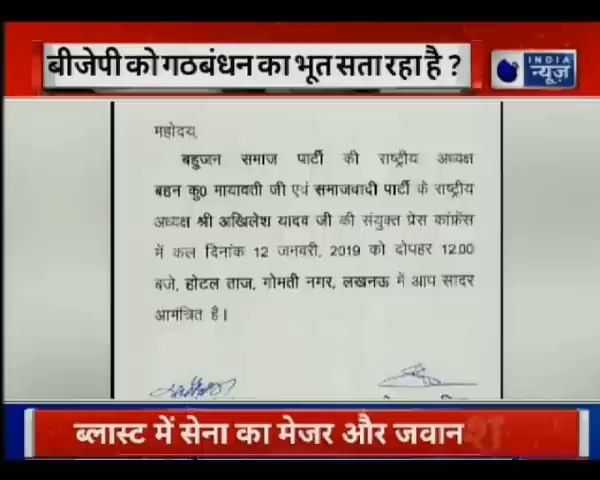 बीजेपी को गठबंधन का भूत सता रहा है ?
INDIA
न्यूज़
महोदय,
बहुजन समाज पार्टी की राष्ट्रीय अध्यक्ष
बहन कु0 मायावती जी एवं समाजवादी पार्टी के राष्ट्रीय
अध्यक्ष श्री अखिलेश यादव जी की संयुक्त प्रेस कांफ्रेंस
में कल दिनांक 12 जनवरी, 2019 को दोपहर 12.00
बजे, होटल ताज, गोमती नगर, लखनऊ में आप सादर
आमंत्रित है।
ब्लास्ट में सेना का मेजर और जवान